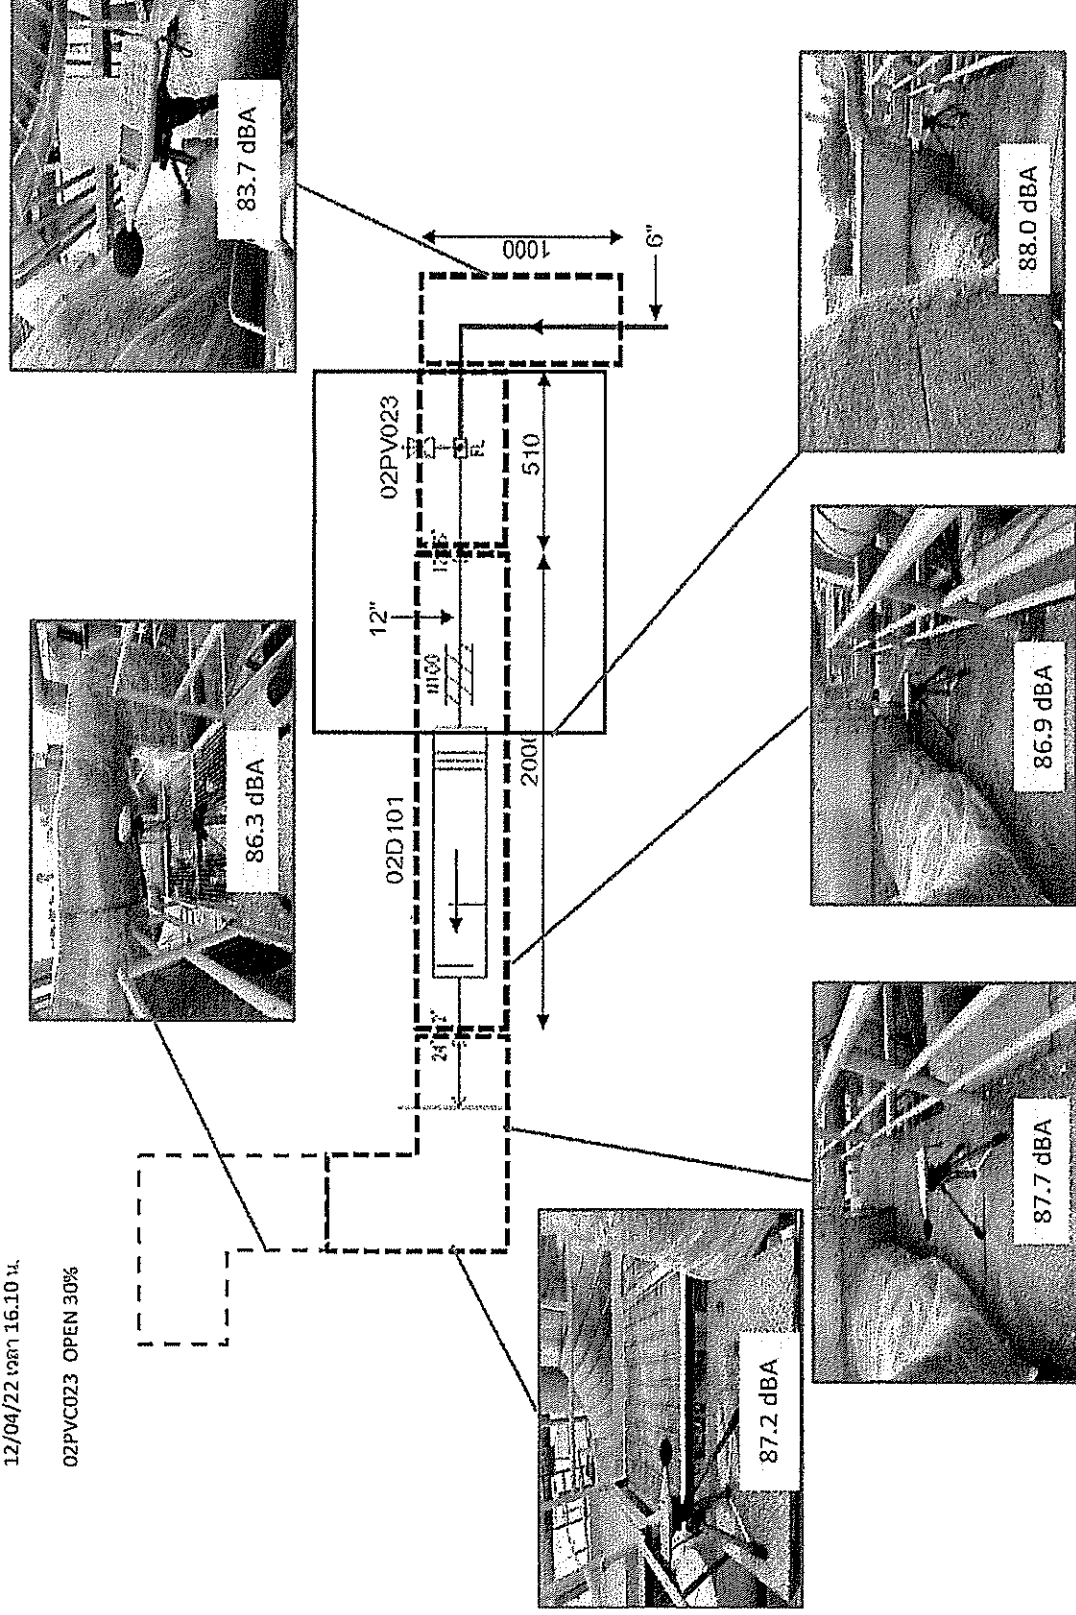 12/04/22 เวลา 16.10 น.
02PVC023 OPEN 30%
86.3 dBA
83.7 dBA
02D101
02PV023
12"
1000
6"
510
2000
24"
87.2 dBA
87.7 dBA
86.9 dBA
88.0 dBA